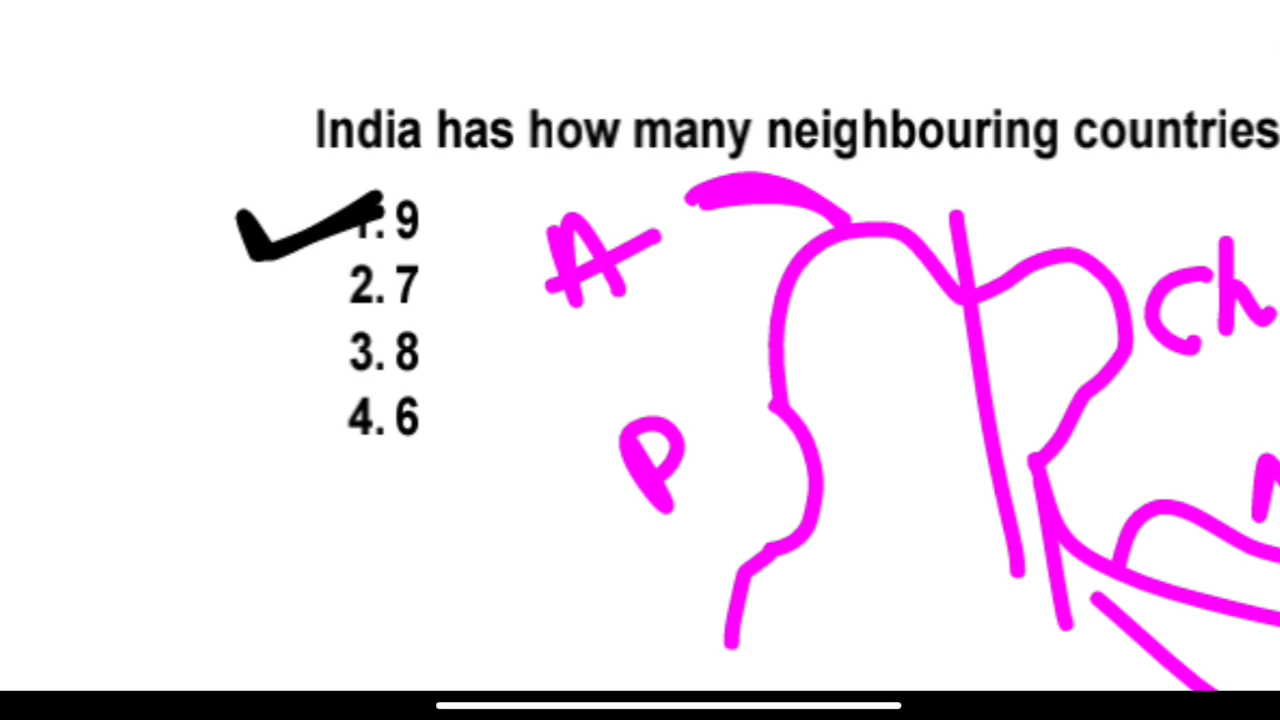 India has how many neighbouring countries
1. 9
2. 7
3. 8
4. 6
A
Ch
P